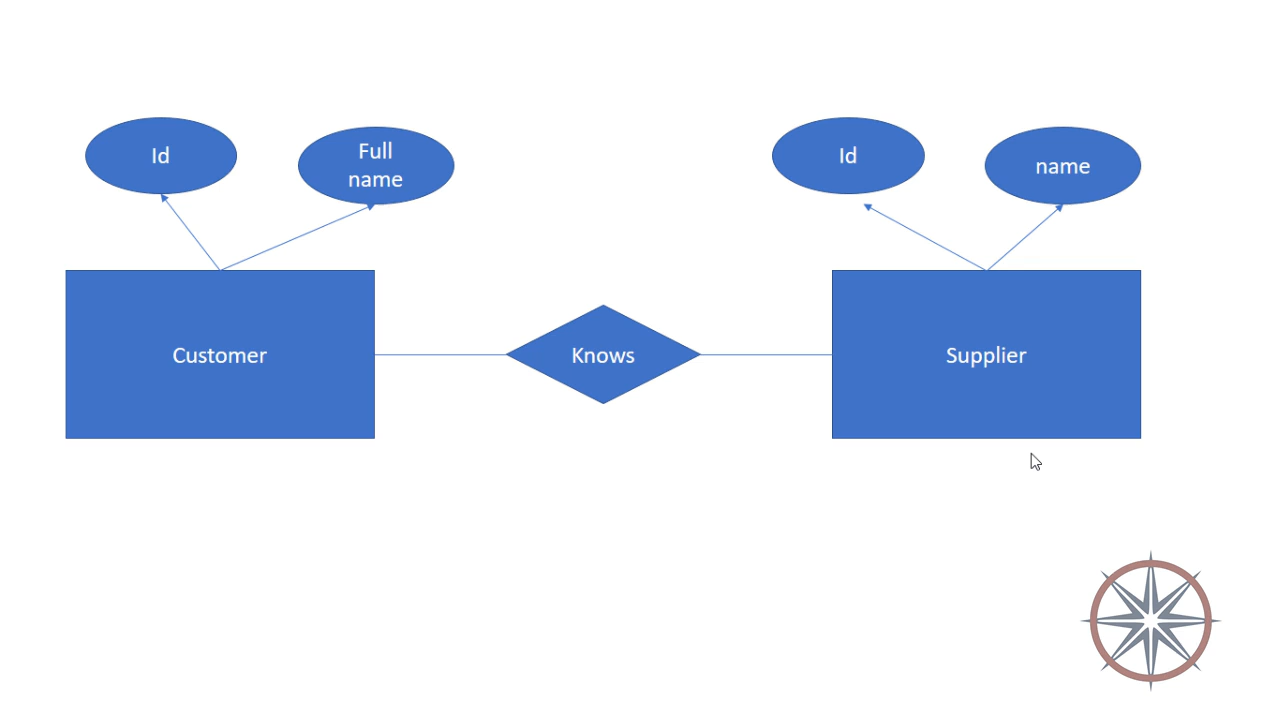 Id
Full
name
Id
name
Customer
Knows
Supplier